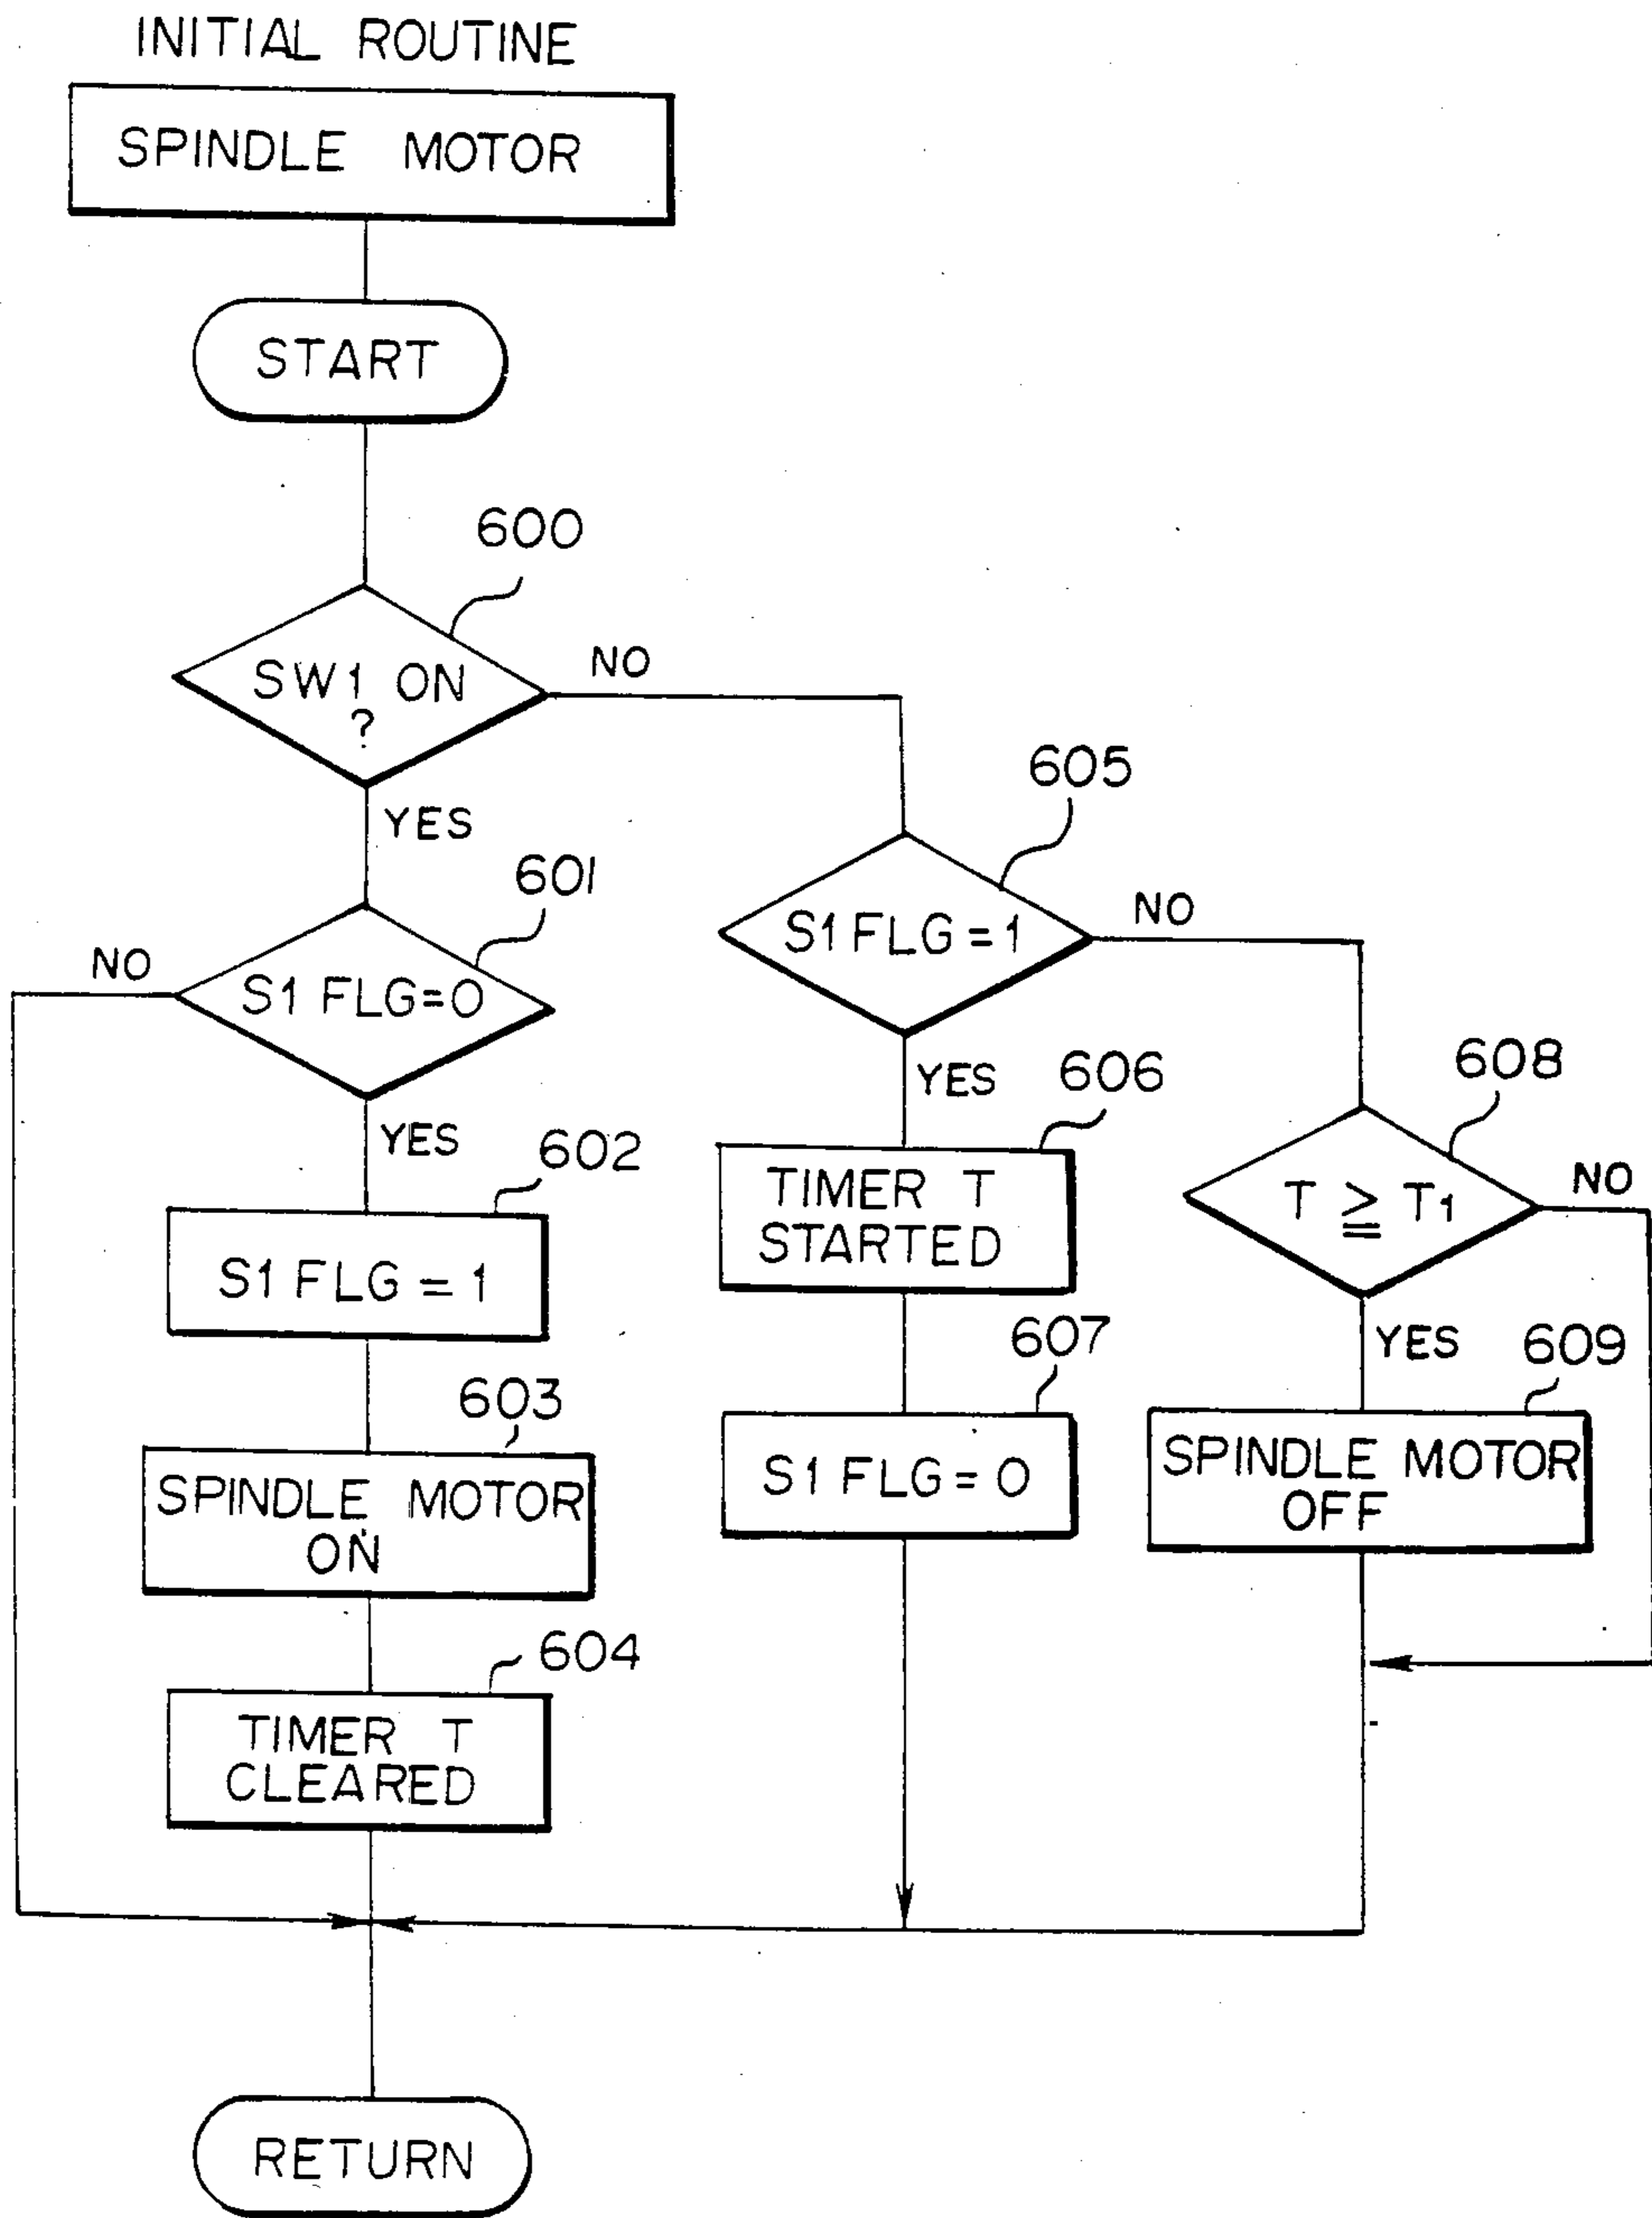 INITIAL ROUTINE
SPINDLE MOTOR
START
600
SW1 ON
?
NO
YES
605
601
S1 FLG = 1
NO
NO
S1 FLG=0
YES
606
608
YES
602
TIMER T
STARTED
T ≧ T1
NO
S1 FLG = 1
607
YES
609
603
S1 FLG = 0
SPINDLE MOTOR
OFF
SPINDLE MOTOR
ON
604
TIMER T
CLEARED
RETURN